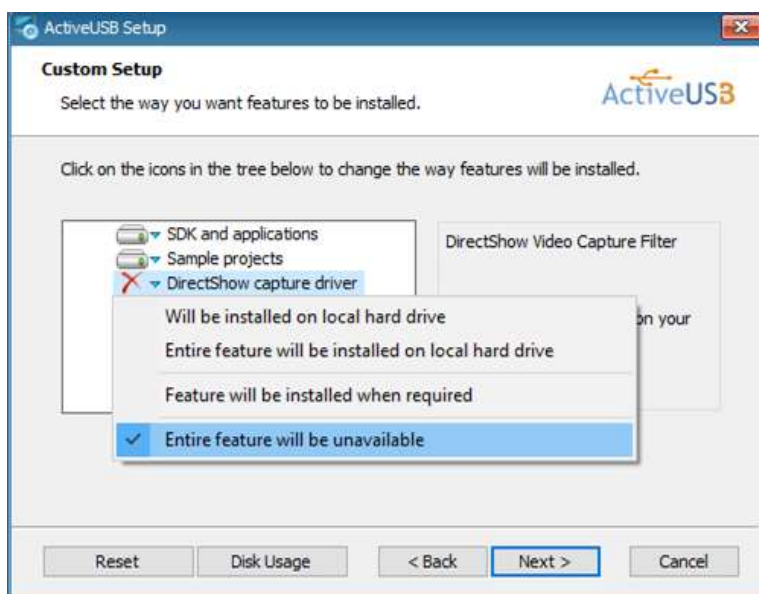 ActiveUSB Setup
Custom Setup
Select the way you want features to be installed.
ActiveUSB
Click on the icons in the tree below to change the way features will be installed.
SDK and applications
Sample projects
DirectShow capture driver
DirectShow Video Capture Filter
on your
Will be installed on local hard drive
Entire feature will be installed on local hard drive
Feature will be installed when required
Entire feature will be unavailable
Reset
Disk Usage
< Back
Next >
Cancel